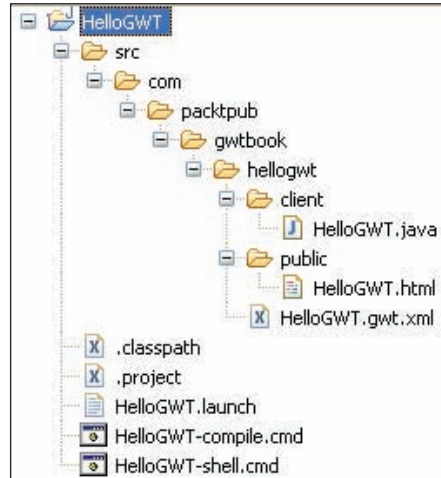 HelloGWT
src
com
packtpub
gwtbook
hellogwt
client
HelloGWT.java
public
HelloGWT.html
HelloGWT.gwt.xml
.classpath
.project
HelloGWT.launch
HelloGWT-compile.cmd
HelloGWT-shell.cmd